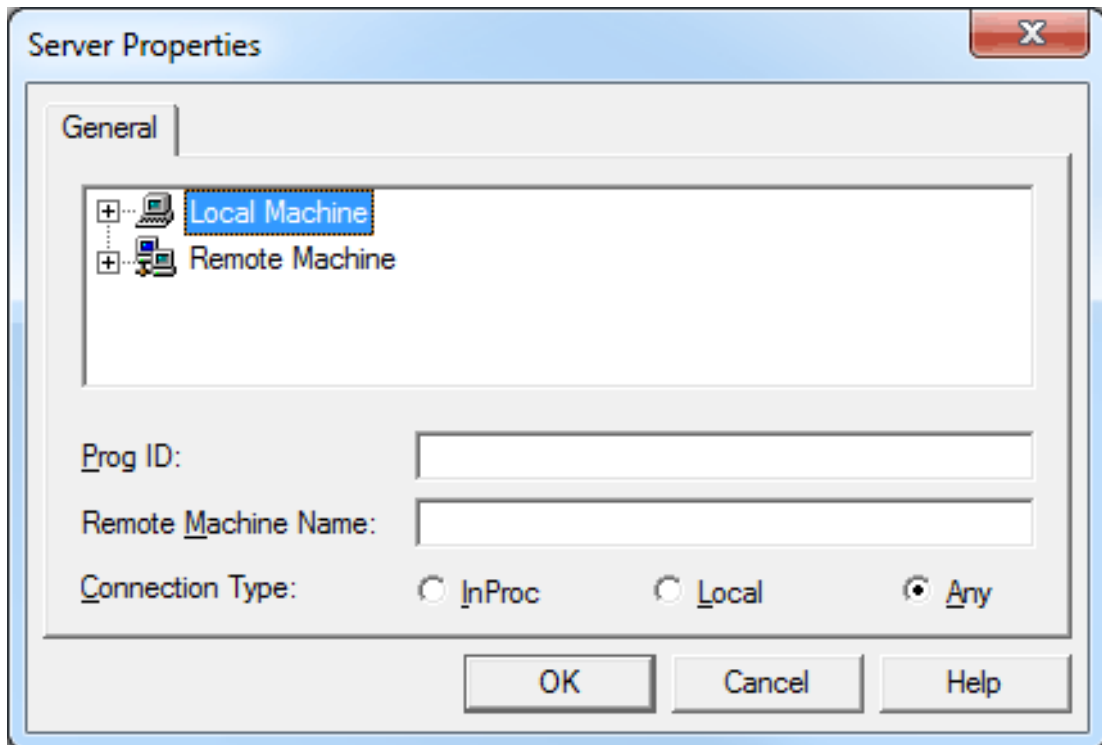 Server Properties
General
Local Machine
Remote Machine
Prog ID:
Remote Machine Name:
Connection Type: InProc Local Any
OK Cancel Help